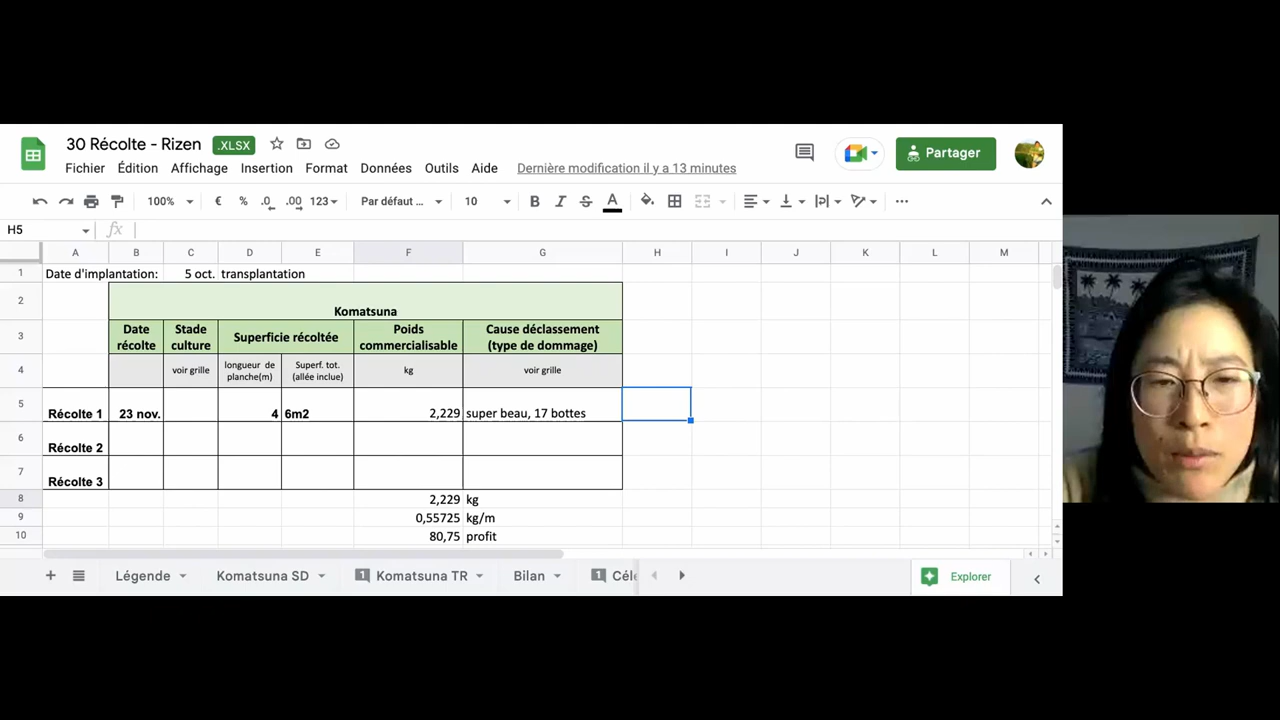 30 Récolte - Rizen .XLSX
Partager
Fichier Édition Affichage Insertion Format Données Outils Aide Dernière modification il y a 13 minutes
100% € % .0 .00 123 Par défaut ... 10 B I S A
H5 fx
A B C D E F G H I J K L M
1 Date d'implantation: 5 oct. transplantation
2 Komatsuna
3 Date récolte Stade culture Superficie récoltée Poids commercialisable Cause déclassement (type de dommage)
4 voir grille longueur de planche(m) Superf. tot. (allée inclue) kg voir grille
5 Récolte 1 23 nov. 4 6m2 2,229 super beau, 17 bottes
6 Récolte 2
7 Récolte 3
8 2,229 kg
9 0,55725 kg/m
10 80,75 profit
+ Légende Komatsuna SD 1 Komatsuna TR Bilan 1 Céle Explorer